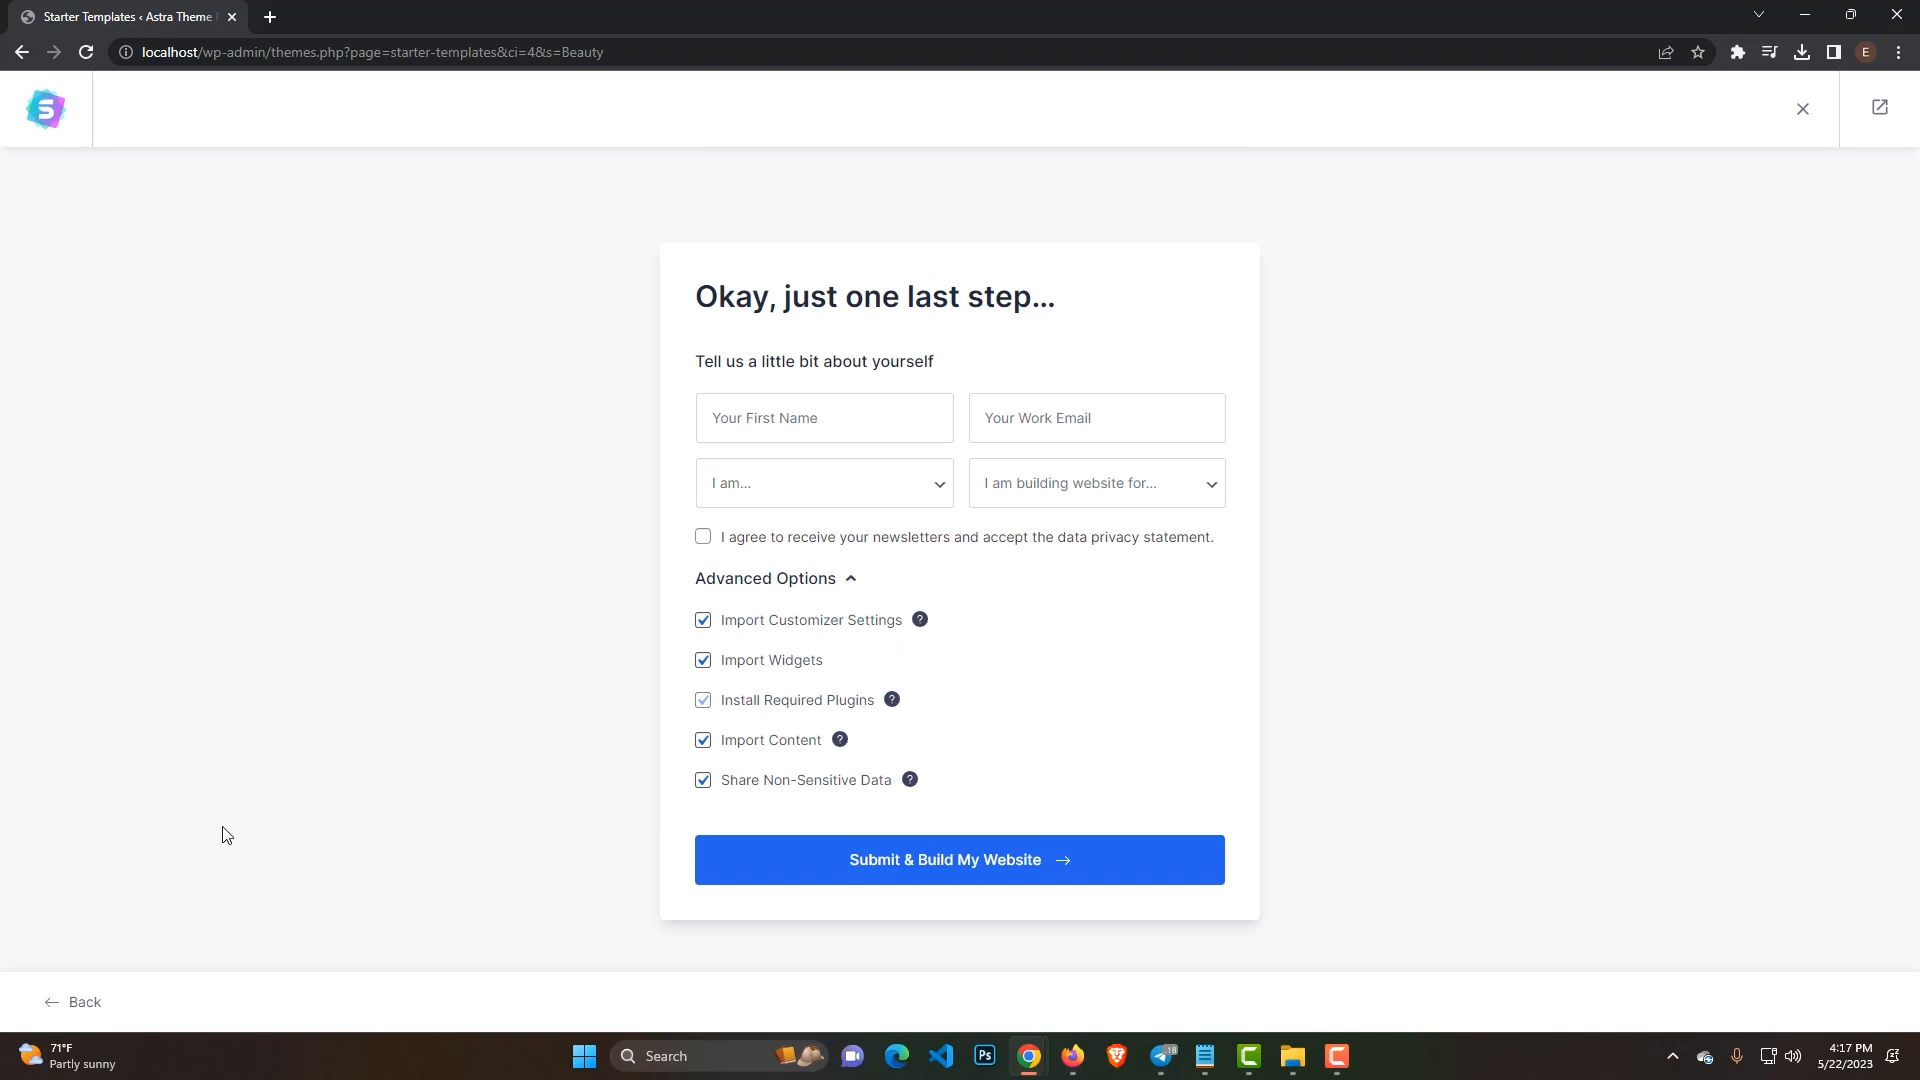 Starter Templates ‹ Astra Theme
localhost/wp-admin/themes.php?page=starter-templates&ci=4&s=Beauty
E
S
Okay, just one last step...
Tell us a little bit about yourself
Your First Name
Your Work Email
I am...
I am building website for...
I agree to receive your newsletters and accept the data privacy statement.
Advanced Options
Import Customizer Settings ?
Import Widgets
Install Required Plugins ?
Import Content ?
Share Non-Sensitive Data ?
Submit & Build My Website →
← Back
71°F
Partly sunny
Search
Ps
18
4:17 PM
5/22/2023